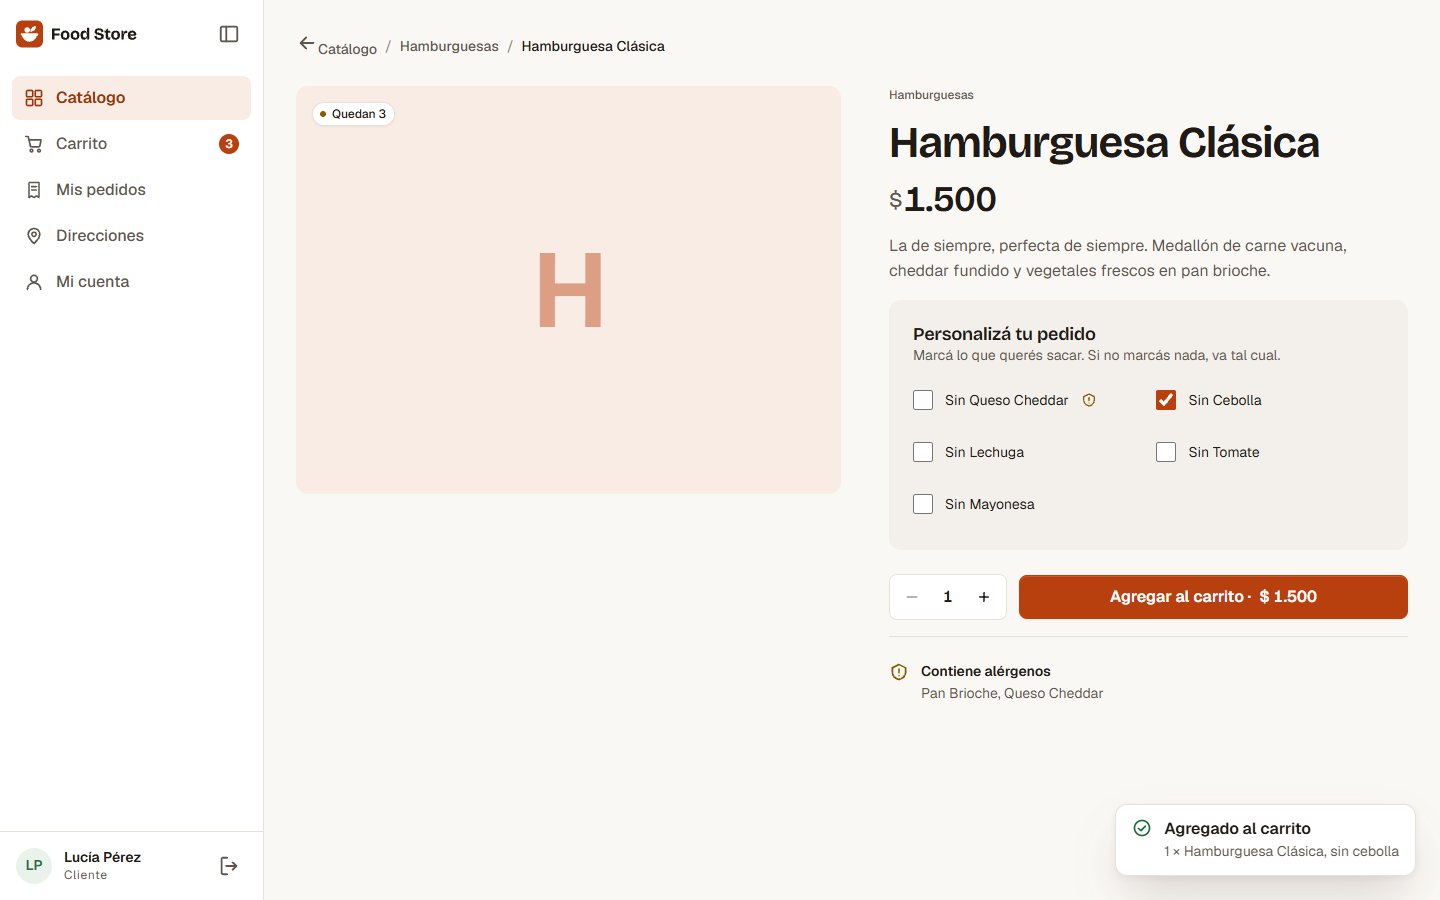 Food Store
Catálogo
Carrito
3
Mis pedidos
Direcciones
Mi cuenta
LP
Lucía Pérez
Cliente
Catálogo / Hamburguesas / Hamburguesa Clásica
Quedan 3
H
Hamburguesas
Hamburguesa Clásica
$1.500
La de siempre, perfecta de siempre. Medallón de carne vacuna,
cheddar fundido y vegetales frescos en pan brioche.
Personalizá tu pedido
Marcá lo que querés sacar. Si no marcás nada, va tal cual.
Sin Queso Cheddar
Sin Cebolla
Sin Lechuga
Sin Tomate
Sin Mayonesa
1
Agregar al carrito · $ 1.500
Contiene alérgenos
Pan Brioche, Queso Cheddar
Agregado al carrito
1 × Hamburguesa Clásica, sin cebolla